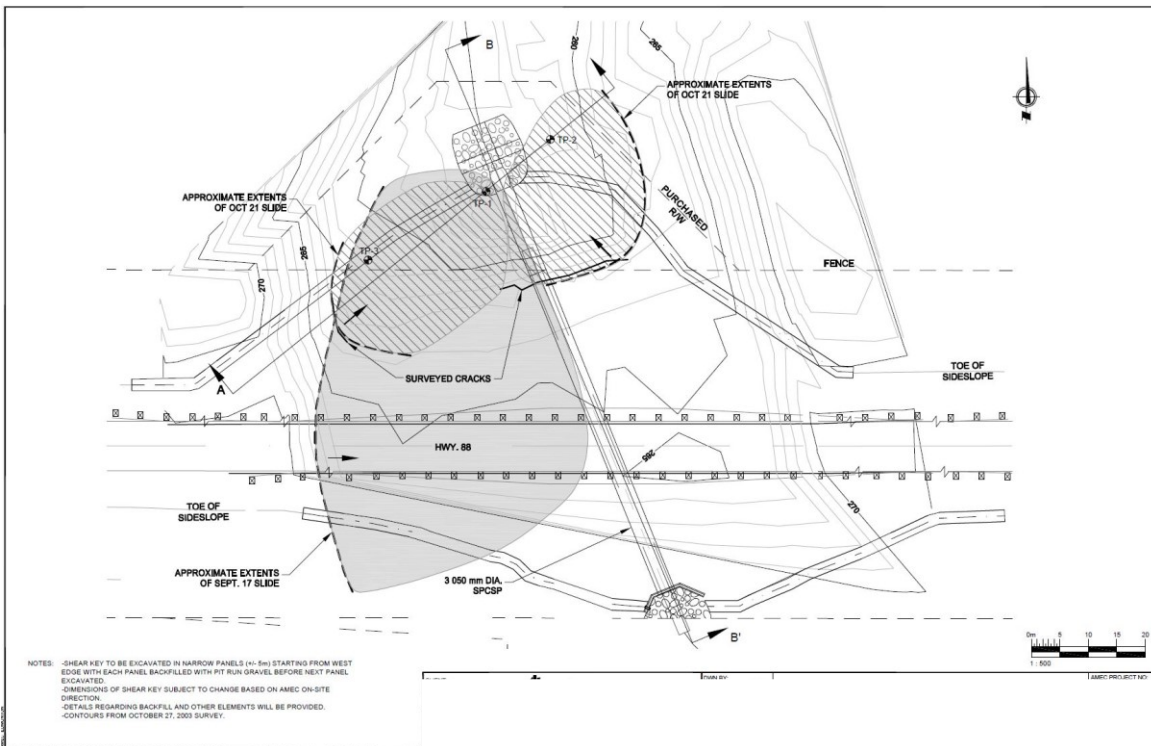 B
260
265
APPROXIMATE EXTENTS
OF OCT 21 SLIDE
N
TP-2
APPROXIMATE EXTENTS
OF OCT 21 SLIDE
TP-1
PURCHASED
R/W
265
TP-3
FENCE
270
SURVEYED CRACKS
A
TOE OF
SIDESLOPE
HWY. 88
265
TOE OF
SIDESLOPE
270
APPROXIMATE EXTENTS
OF SEPT. 17 SLIDE
3 050 mm DIA.
SPCSP
B'
0m 5 10 15 20
1 : 500
NOTES: -SHEAR KEY TO BE EXCAVATED IN NARROW PANELS (+/- 5m) STARTING FROM WEST
EDGE WITH EACH PANEL BACKFILLED WITH PIT RUN GRAVEL BEFORE NEXT PANEL
EXCAVATED.
-DIMENSIONS OF SHEAR KEY SUBJECT TO CHANGE BASED ON AMEC ON-SITE
DIRECTION.
-DETAILS REGARDING BACKFILL AND OTHER ELEMENTS WILL BE PROVIDED.
-CONTOURS FROM OCTOBER 27, 2003 SURVEY.
DWN BY:
AMEC PROJECT NO: